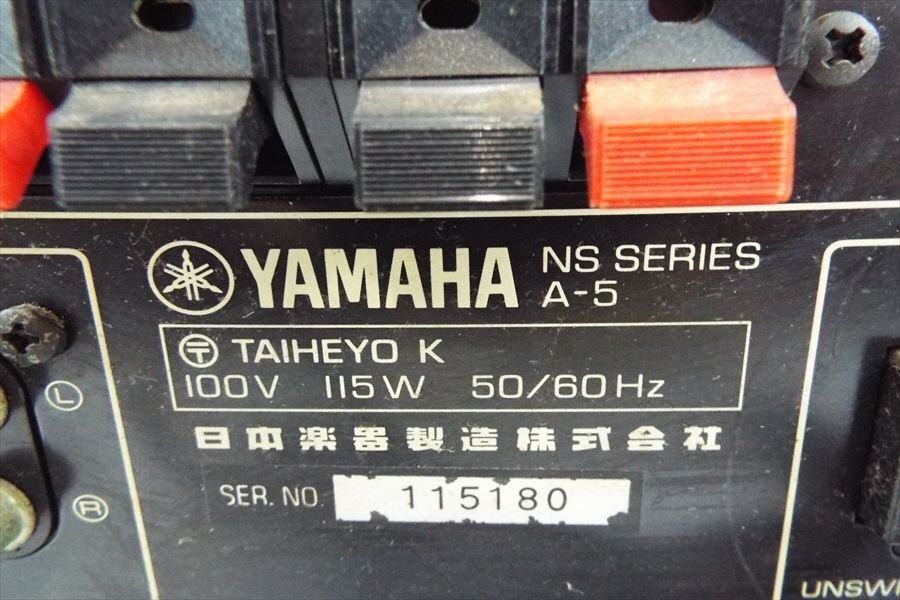 YAMAHA NS SERIES
A-5
〒 TAIHEYO K
100V 115W 50/60Hz
日本楽器製造株式会社
L
R
SER. NO. 115180